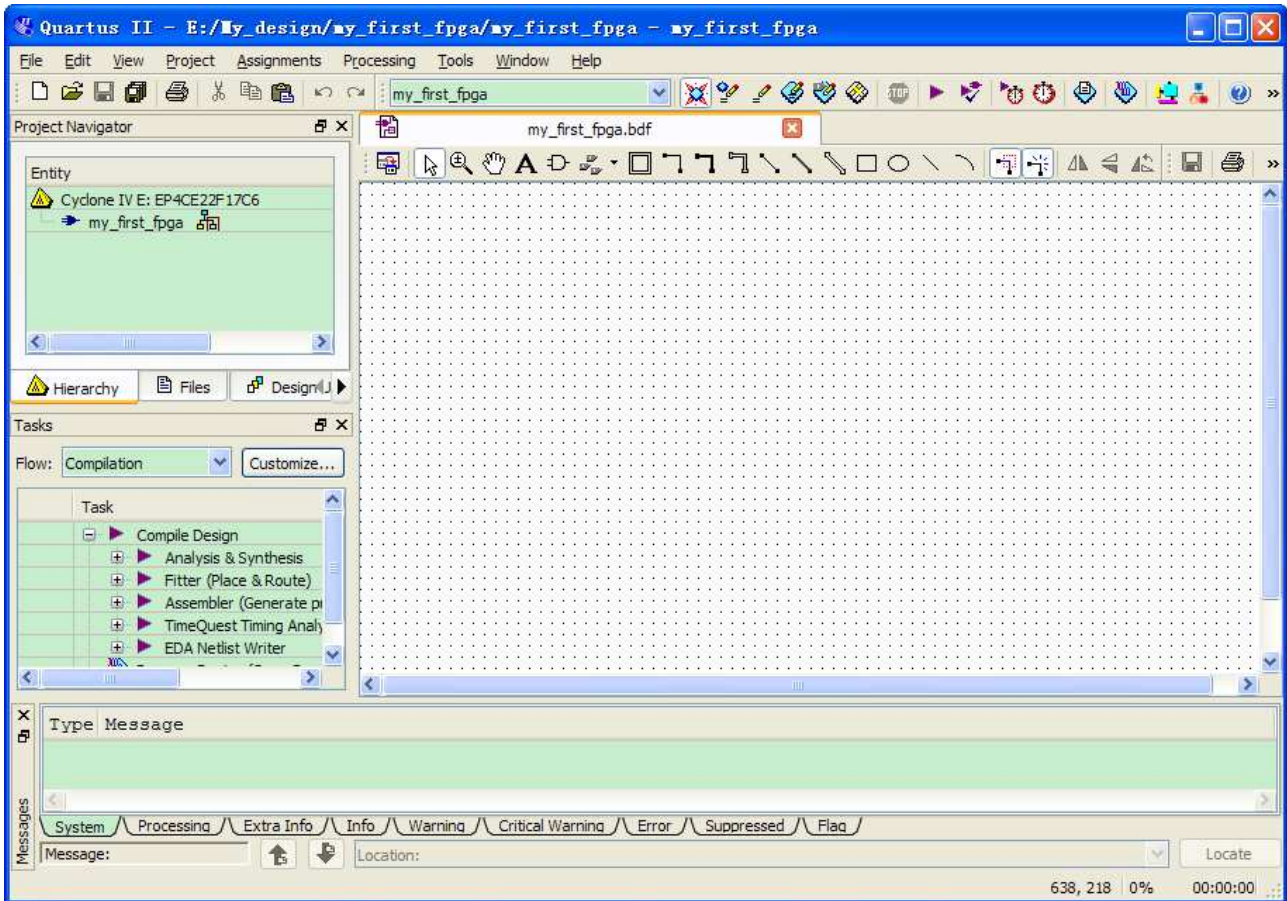 Quartus II - E:/My_design/my_first_fpga/my_first_fpga - my_first_fpga
File Edit View Project Assignments Processing Tools Window Help
my_first_fpga
STOP
Project Navigator
my_first_fpga.bdf
A
Entity
Cyclone IV E: EP4CE22F17C6
my_first_fpga
Hierarchy Files Design U
Tasks
Flow: Compilation Customize...
Task
Compile Design
Analysis & Synthesis
Fitter (Place & Route)
Assembler (Generate pr
TimeQuest Timing Analy
EDA Netlist Writer
Type Message
Messages
System Processing Extra Info Info Warning Critical Warning Error Suppressed Flag
Message: Location: Locate
638, 218 0% 00:00:00